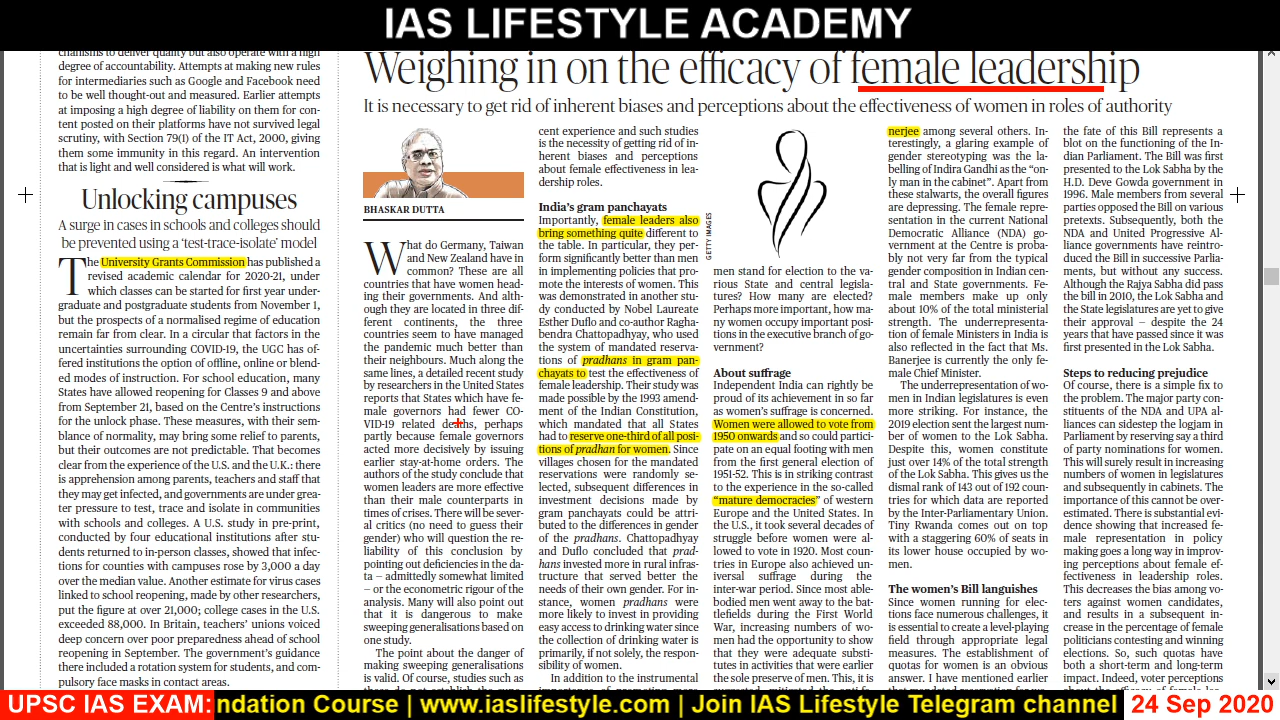 IAS LIFESTYLE ACADEMY
chanisms to deliver quality but also operate with a high
degree of accountability. Attempts at making new rules
for intermediaries such as Google and Facebook need
to be well thought-out and measured. Earlier attempts
at imposing a high degree of liability on them for con-
tent posted on their platforms have not survived legal
scrutiny, with Section 79(1) of the IT Act, 2000, giving
them some immunity in this regard. An intervention
that is light and well considered is what will work.
Unlocking campuses
A surge in cases in schools and colleges should
be prevented using a ‘test-trace-isolate’ model
The University Grants Commission has published a
revised academic calendar for 2020-21, under
which classes can be started for first year under-
graduate and postgraduate students from November 1,
but the prospects of a normalised regime of education
remain far from clear. In a circular that factors in the
uncertainties surrounding COVID-19, the UGC has of-
fered institutions the option of offline, online or blend-
ed modes of instruction. For school education, many
States have allowed reopening for Classes 9 and above
from September 21, based on the Centre’s instructions
for the unlock phase. These measures, with their sem-
blance of normality, may bring some relief to parents,
but their outcomes are not predictable. That becomes
clear from the experience of the U.S. and the U.K.: there
is apprehension among parents, teachers and staff that
they may get infected, and governments are under grea-
ter pressure to test, trace and isolate in communities
with schools and colleges. A U.S. study in pre-print,
conducted by four educational institutions after stu-
dents returned to in-person classes, showed that infec-
tions for counties with campuses rose by 3,000 a day
over the median value. Another estimate for virus cases
linked to school reopening, made by other researchers,
put the figure at over 21,000; college cases in the U.S.
exceeded 88,000. In Britain, teachers’ unions voiced
deep concern over poor preparedness ahead of school
reopening in September. The government’s guidance
there included a rotation system for students, and com-
pulsory face masks in contact areas.
Weighing in on the efficacy of female leadership
It is necessary to get rid of inherent biases and perceptions about the effectiveness of women in roles of authority
BHASKAR DUTTA
What do Germany, Taiwan
and New Zealand have in
common? These are all
countries that have women head-
ing their governments. And alth-
ough they are located in three dif-
ferent continents, the three
countries seem to have managed
the pandemic much better than
their neighbours. Much along the
same lines, a detailed recent study
by researchers in the United States
reports that States which have fe-
male governors had fewer CO-
VID-19 related deaths, perhaps
partly because female governors
acted more decisively by issuing
earlier stay-at-home orders. The
authors of the study conclude that
women leaders are more effective
than their male counterparts in
times of crises. There will be sever-
al critics (no need to guess their
gender) who will question the re-
liability of this conclusion by
pointing out deficiencies in the da-
ta – admittedly somewhat limited
– or the econometric rigour of the
analysis. Many will also point out
that it is dangerous to make
sweeping generalisations based on
one study.
The point about the danger of
making sweeping generalisations
is valid. Of course, studies such as
cent experience and such studies
is the necessity of getting rid of in-
herent biases and perceptions
about female effectiveness in lea-
dership roles.
India’s gram panchayats
Importantly, female leaders also
bring something quite different to
the table. In particular, they per-
form significantly better than men
in implementing policies that pro-
mote the interests of women. This
was demonstrated in another stu-
dy conducted by Nobel Laureate
Esther Duflo and co-author Ragha-
bendra Chattopadhyay, who used
the system of mandated reserva-
tions of pradhans in gram pan-
chayats to test the effectiveness of
female leadership. Their study was
made possible by the 1993 amend-
ment of the Indian Constitution,
which mandated that all States
had to reserve one-third of all posi-
tions of pradhan for women. Since
villages chosen for the mandated
reservations were randomly se-
lected, subsequent differences in
investment decisions made by
gram panchayats could be attri-
buted to the differences in gender
of the pradhans. Chattopadhyay
and Duflo concluded that prad-
hans invested more in rural infras-
tructure that served better the
needs of their own gender. For in-
stance, women pradhans were
more likely to invest in providing
easy access to drinking water since
the collection of drinking water is
primarily, if not solely, the respon-
sibility of women.
In addition to the instrumental
GETTY IMAGES
men stand for election to the va-
rious State and central legisla-
tures? How many are elected?
Perhaps more important, how ma-
ny women occupy important posi-
tions in the executive branch of go-
vernment?
About suffrage
Independent India can rightly be
proud of its achievement in so far
as women’s suffrage is concerned.
Women were allowed to vote from
1950 onwards and so could partici-
pate on an equal footing with men
from the first general election of
1951-52. This is in striking contrast
to the experience in the so-called
“mature democracies” of western
Europe and the United States. In
the U.S., it took several decades of
struggle before women were al-
lowed to vote in 1920. Most coun-
tries in Europe also achieved un-
iversal suffrage during the
inter-war period. Since most able-
bodied men went away to the bat-
tlefields during the First World
War, increasing numbers of wo-
men had the opportunity to show
that they were adequate substi-
tutes in activities that were earlier
the sole preserve of men. This, it is
nerjee among several others. In-
terestingly, a glaring example of
gender stereotyping was the la-
belling of Indira Gandhi as the “on-
ly man in the cabinet”. Apart from
these stalwarts, the overall figures
are depressing. The female repre-
sentation in the current National
Democratic Alliance (NDA) go-
vernment at the Centre is proba-
bly not very far from the typical
gender composition in Indian cen-
tral and State governments. Fe-
male members make up only
about 10% of the total ministerial
strength. The underrepresenta-
tion of female Ministers in India is
also reflected in the fact that Ms.
Banerjee is currently the only fe-
male Chief Minister.
The underrepresentation of wo-
men in Indian legislatures is even
more striking. For instance, the
2019 election sent the largest num-
ber of women to the Lok Sabha.
Despite this, women constitute
just over 14% of the total strength
of the Lok Sabha. This gives us the
dismal rank of 143 out of 192 coun-
tries for which data are reported
by the Inter-Parliamentary Union.
Tiny Rwanda comes out on top
with a staggering 60% of seats in
its lower house occupied by wo-
men.
The women’s Bill languishes
Since women running for elec-
tions face numerous challenges, it
is essential to create a level-playing
field through appropriate legal
measures. The establishment of
quotas for women is an obvious
answer. I have mentioned earlier
the fate of this Bill represents a
blot on the functioning of the In-
dian Parliament. The Bill was first
presented to the Lok Sabha by the
H.D. Deve Gowda government in
1996. Male members from several
parties opposed the Bill on various
pretexts. Subsequently, both the
NDA and United Progressive Al-
liance governments have reintro-
duced the Bill in successive Parlia-
ments, but without any success.
Although the Rajya Sabha did pass
the bill in 2010, the Lok Sabha and
the State legislatures are yet to give
their approval – despite the 24
years that have passed since it was
first presented in the Lok Sabha.
Steps to reducing prejudice
Of course, there is a simple fix to
the problem. The major party con-
stituents of the NDA and UPA al-
liances can sidestep the logjam in
Parliament by reserving say a third
of party nominations for women.
This will surely result in increasing
numbers of women in legislatures
and subsequently in cabinets. The
importance of this cannot be over-
estimated. There is substantial evi-
dence showing that increased fe-
male representation in policy
making goes a long way in improv-
ing perceptions about female ef-
fectiveness in leadership roles.
This decreases the bias among vo-
ters against women candidates,
and results in a subsequent in-
crease in the percentage of female
politicians contesting and winning
elections. So, such quotas have
both a short-term and long-term
impact. Indeed, voter perceptions
UPSC IAS EXAM: ndation Course | www.iaslifestyle.com | Join IAS Lifestyle Telegram channel 24 Sep 2020